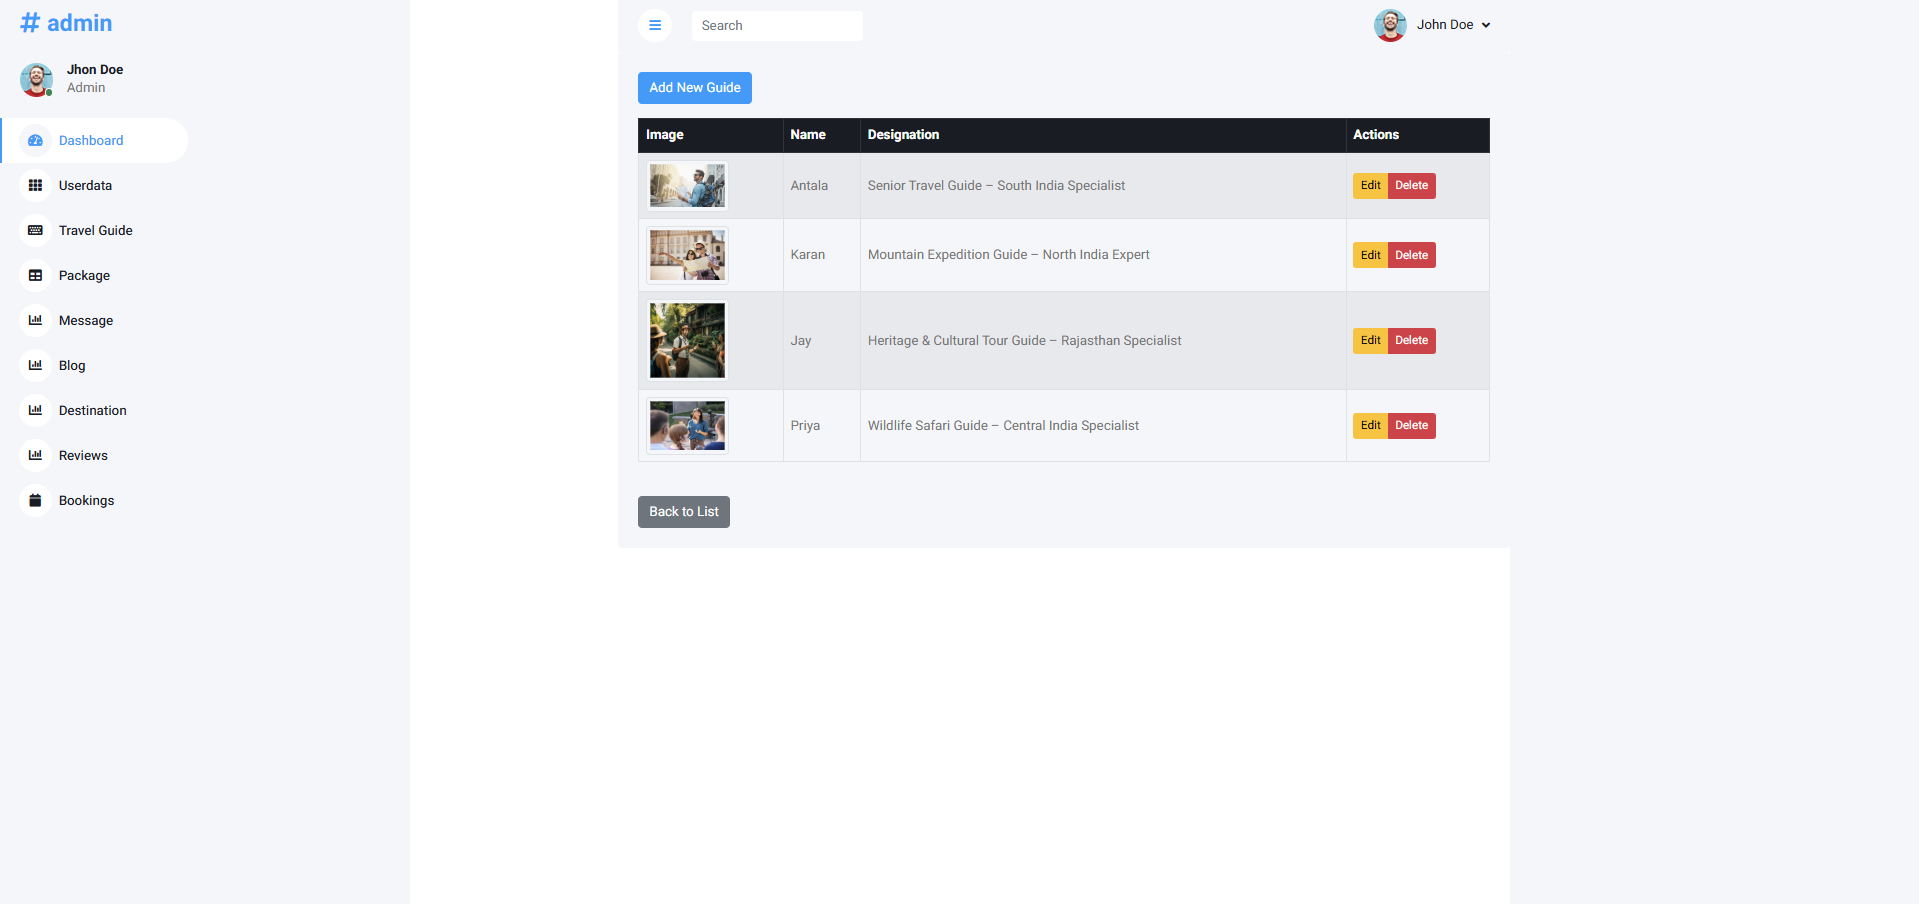 # admin
Jhon Doe
Admin
Dashboard
Userdata
Travel Guide
Package
Message
Blog
Destination
Reviews
Bookings
Search
John Doe
Add New Guide
Image Name Designation Actions
Antala Senior Travel Guide – South India Specialist Edit Delete
Karan Mountain Expedition Guide – North India Expert Edit Delete
Jay Heritage & Cultural Tour Guide – Rajasthan Specialist Edit Delete
Priya Wildlife Safari Guide – Central India Specialist Edit Delete
Back to List